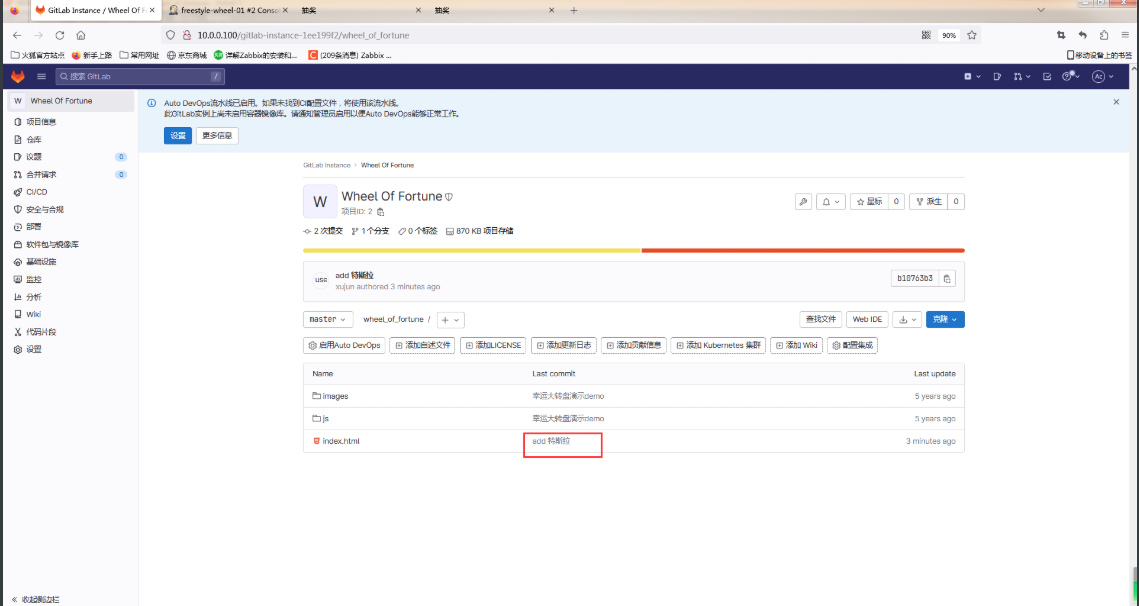 GitLab Instance / Wheel Of F
freestyle-wheel-01 #2 Conso
抽奖
抽奖
10.0.0.100/gitlab-instance-1ee199f2/wheel_of_fortune
90%
火狐官方站点
新手上路
常用网址
京东商城
详解Zabbix的安装和...
(209条消息) Zabbix ...
移动设备上的书签
搜索 GitLab
/
W
Wheel Of Fortune
项目信息
仓库
议题
0
合并请求
0
CI/CD
安全与合规
部署
软件包与镜像库
基础设施
监控
分析
Wiki
代码片段
设置
收起侧边栏
Auto DevOps流水线已启用。如果未找到CI配置文件，将使用该流水线。
此GitLab实例上尚未启用容器镜像库。请通知管理员启用以便Auto DevOps能够正常工作。
设置
更多信息
GitLab Instance > Wheel Of Fortune
W
Wheel Of Fortune
项目ID: 2
星标
0
派生
0
2 次提交
1 个分支
0 个标签
870 KB 项目存储
use
add 特斯拉
xujun authored 3 minutes ago
b10763b3
master
wheel_of_fortune /
+
查找文件
Web IDE
克隆
启用Auto DevOps
添加自述文件
添加LICENSE
添加更新日志
添加贡献信息
添加 Kubernetes 集群
添加 Wiki
配置集成
Name
Last commit
Last update
images
幸运大转盘演示demo
5 years ago
js
幸运大转盘演示demo
5 years ago
index.html
add 特斯拉
3 minutes ago